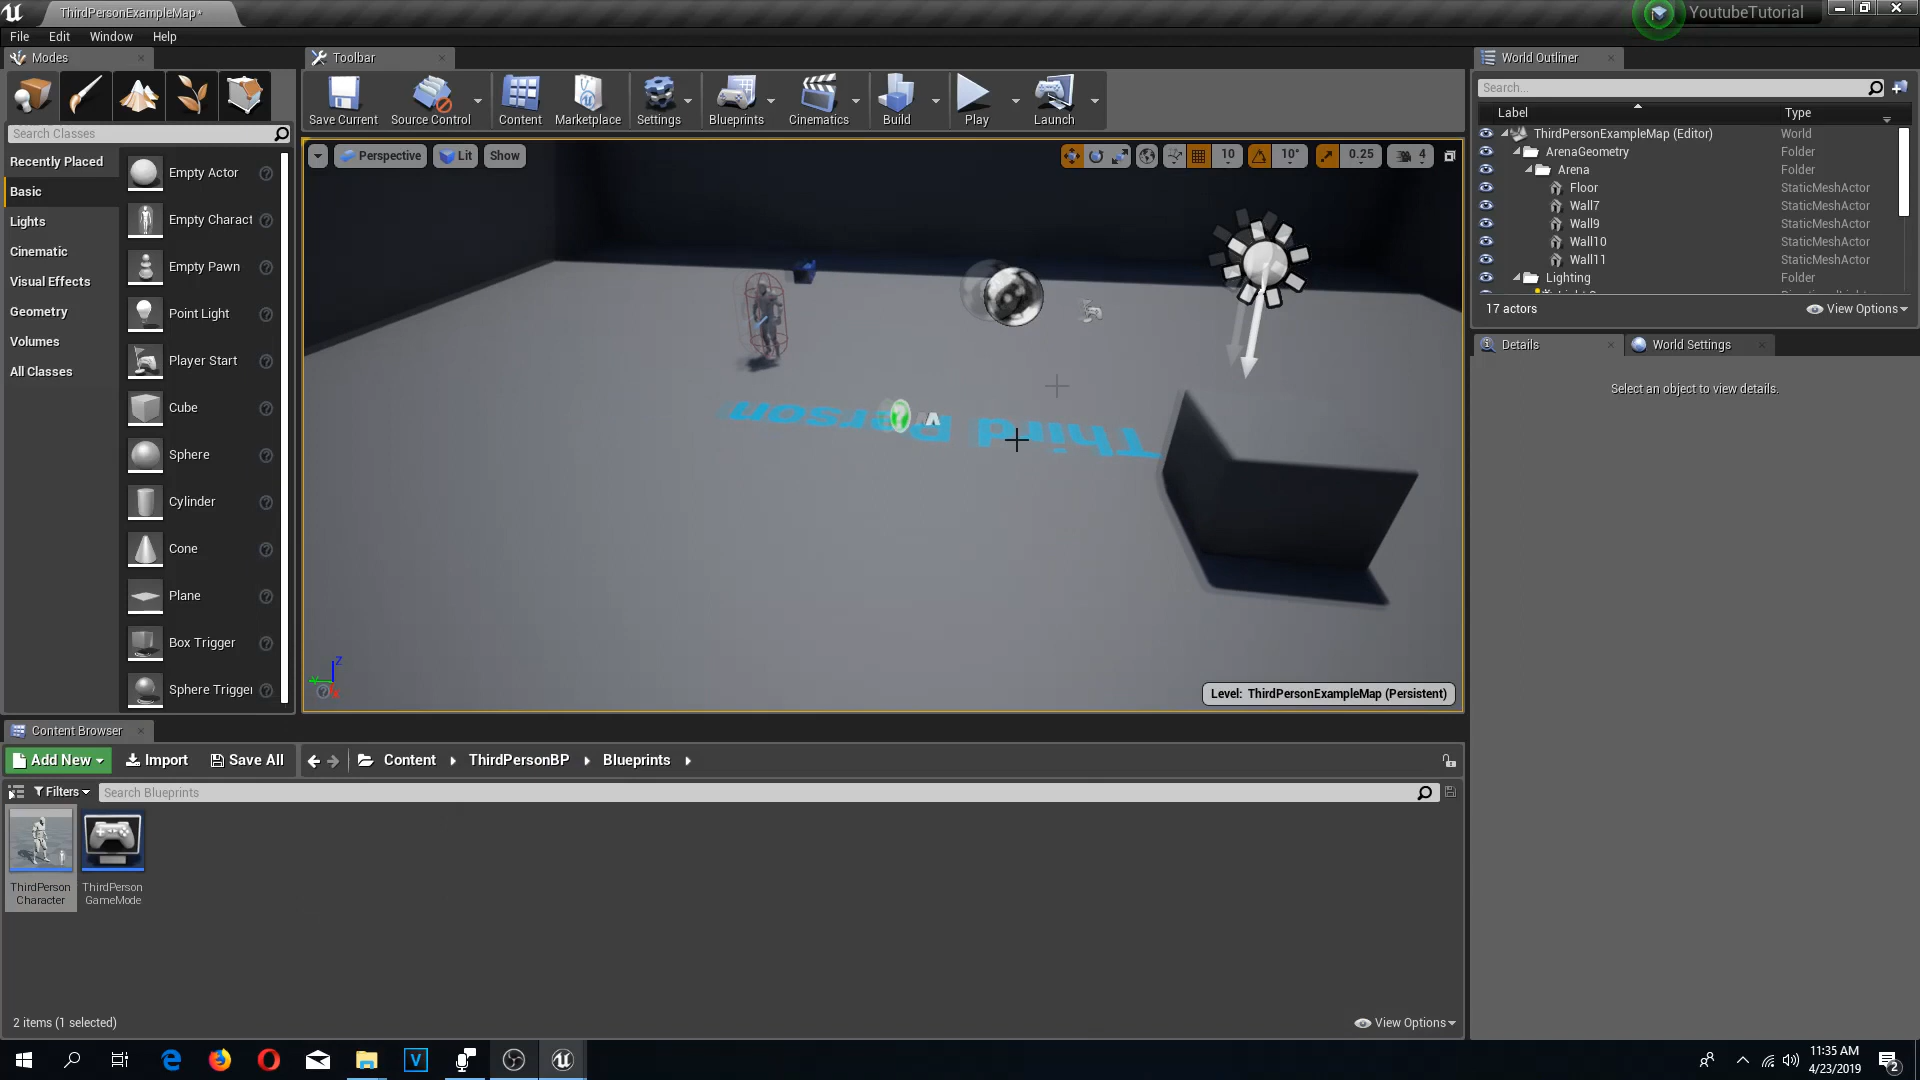 ThirdPersonExampleMap*
YoutubeTutorial
File Edit Window Help
Modes
Toolbar
World Outliner
Save Current
Source Control
Content
Marketplace
Settings
Blueprints
Cinematics
Build
Play
Launch
Search...
Label Type
Search Classes
ThirdPersonExampleMap (Editor) World
ArenaGeometry Folder
Arena Folder
Floor StaticMeshActor
Wall7 StaticMeshActor
Wall9 StaticMeshActor
Wall10 StaticMeshActor
Wall11 StaticMeshActor
Lighting Folder
17 actors
View Options
Recently Placed
Basic
Lights
Cinematic
Visual Effects
Geometry
Volumes
All Classes
Empty Actor
Empty Charact
Empty Pawn
Point Light
Player Start
Cube
Sphere
Cylinder
Cone
Plane
Box Trigger
Sphere Trigger
Perspective
Lit
Show
10
10°
0.25
4
Third Person
Z
Level: ThirdPersonExampleMap (Persistent)
Details
World Settings
Select an object to view details.
Content Browser
Add New
Import
Save All
Content
ThirdPersonBP
Blueprints
Filters
Search Blueprints
ThirdPerson
Character
ThirdPerson
GameMode
2 items (1 selected)
View Options
11:35 AM
4/23/2019
2